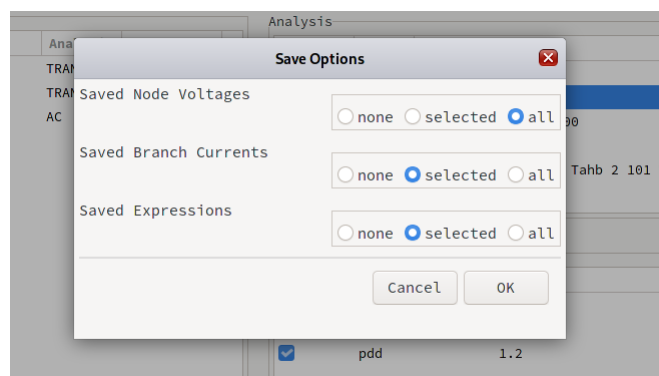 Analysis
Save Options
TRAN
TRAN
AC
Saved Node Voltages
none selected all
Saved Branch Currents
none selected all
Tahb 2 101
Saved Expressions
none selected all
Cancel OK
pdd 1.2